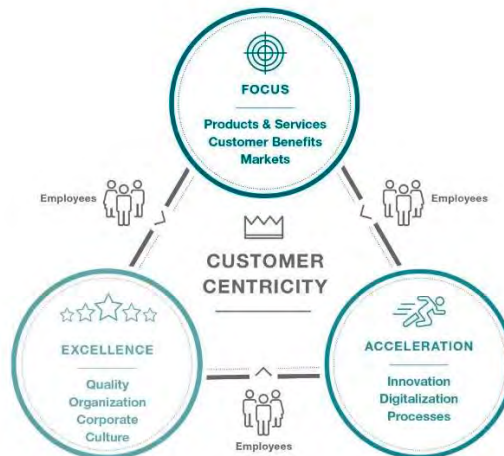 FOCUS
Products & Services
Customer Benefits
Markets
Employees
Employees
CUSTOMER
CENTRICITY
EXCELLENCE
Quality
Organization
Corporate
Culture
ACCELERATION
Innovation
Digitalization
Processes
Employees